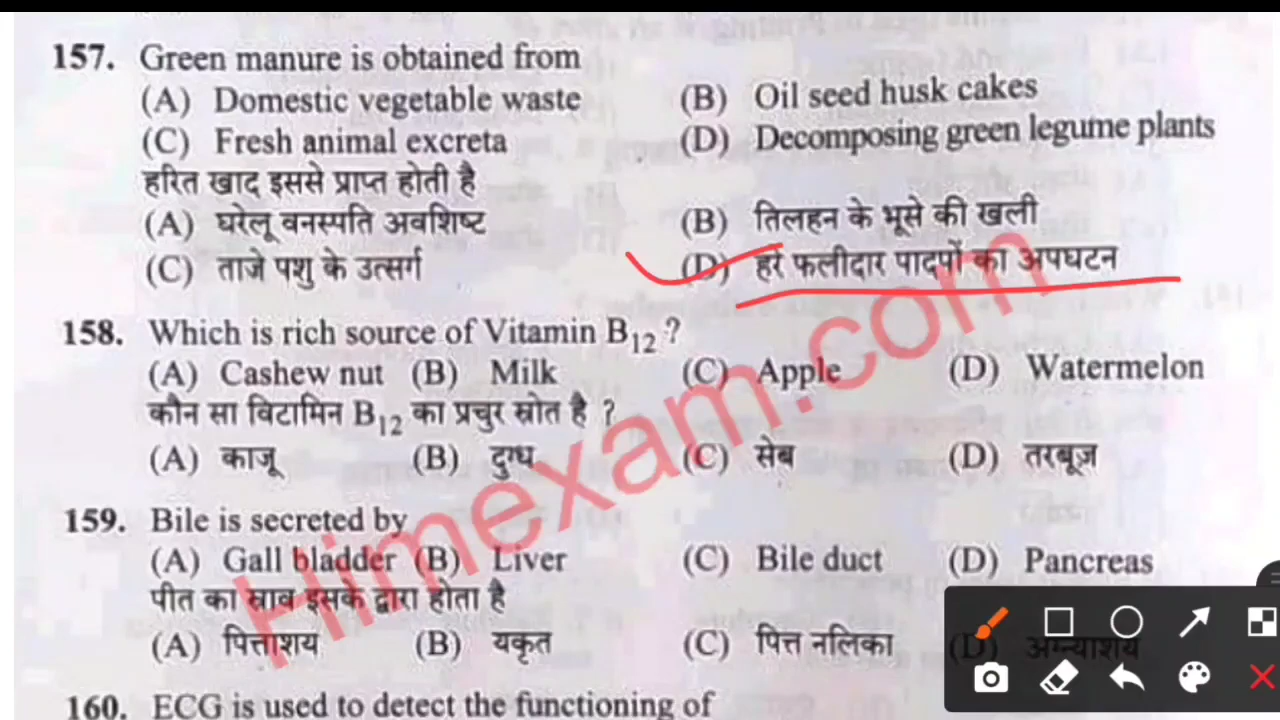 157. Green manure is obtained from
(A) Domestic vegetable waste (B) Oil seed husk cakes
(C) Fresh animal excreta (D) Decomposing green legume plants
हरित खाद इससे प्राप्त होती है
(A) घरेलू वनस्पति अवशिष्ट (B) तिलहन के भूसे की खली
(C) ताजे पशु के उत्सर्ग (D) हरे फलीदार पादपों का अपघटन
158. Which is rich source of Vitamin B12 ?
(A) Cashew nut (B) Milk (C) Apple (D) Watermelon
कौन सा विटामिन B12 का प्रचुर स्रोत है ?
(A) काजू (B) दुग्ध (C) सेब (D) तरबूज़
159. Bile is secreted by
(A) Gall bladder (B) Liver (C) Bile duct (D) Pancreas
पीत का स्राव इसके द्वारा होता है
(A) पित्ताशय (B) यकृत (C) पित्त नलिका (D) अग्न्याशय
160. ECG is used to detect the functioning of
Himexam.com